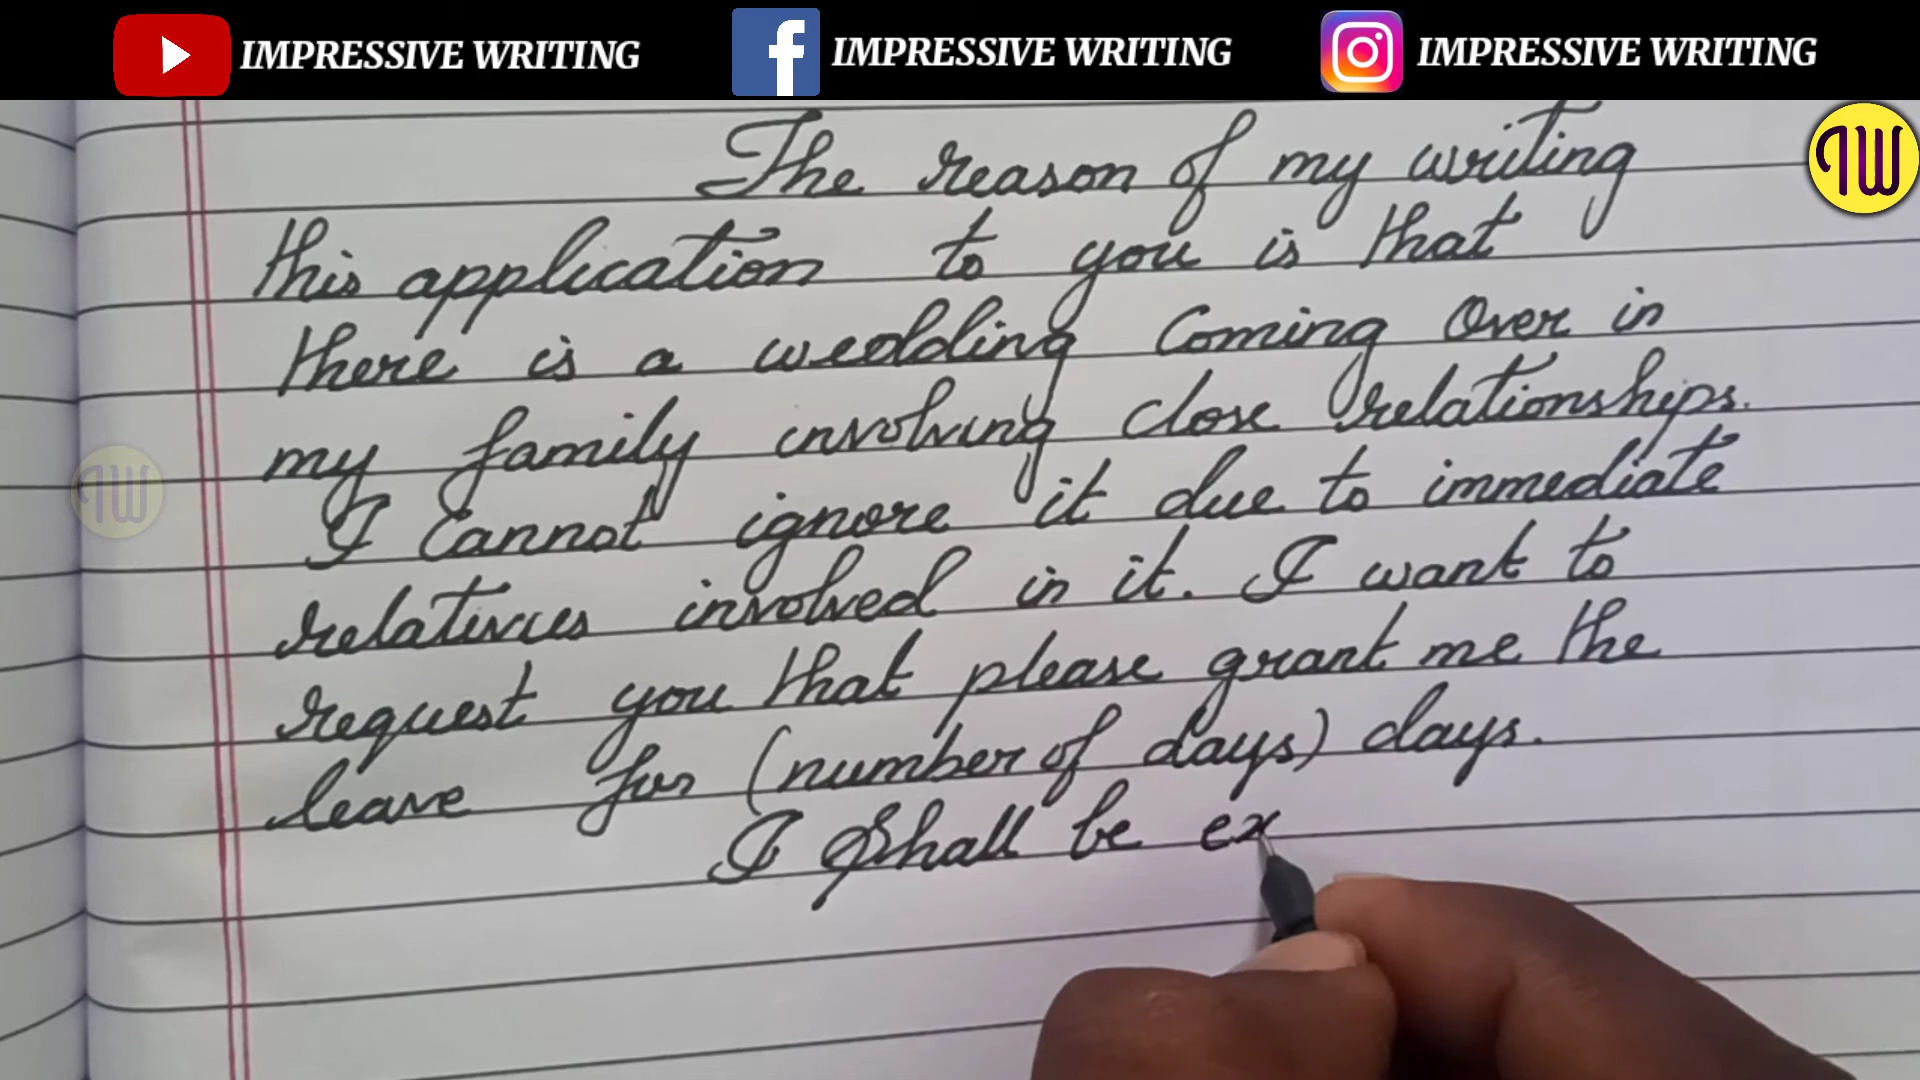 IMPRESSIVE WRITING IMPRESSIVE WRITING IMPRESSIVE WRITING
IW
The reason of my writing
this application to you is that
there is a wedding Coming Over in
my family involving close relationships.
I Cannot ignore it due to immediate
relatives involved in it. I want to
request you that please grant me the
leave for (number of days) days.
I Shall be ex
IW